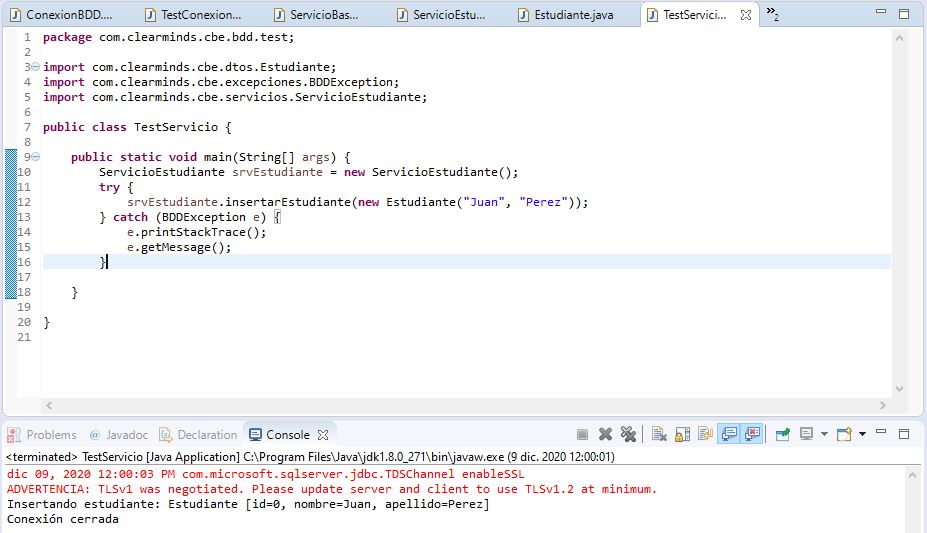 ConexionBDD.... TestConexion... ServicioBas... ServicioEstu... Estudiante.java TestServici... »2
1 package com.clearminds.cbe.bdd.test;
2
3 import com.clearminds.cbe.dtos.Estudiante;
4 import com.clearminds.cbe.excepciones.BDDException;
5 import com.clearminds.cbe.servicios.ServicioEstudiante;
6
7 public class TestServicio {
8
9 public static void main(String[] args) {
10 ServicioEstudiante srvEstudiante = new ServicioEstudiante();
11 try {
12 srvEstudiante.insertarEstudiante(new Estudiante("Juan", "Perez"));
13 } catch (BDDException e) {
14 e.printStackTrace();
15 e.getMessage();
16 }
17
18 }
19
20 }
21
Problems @ Javadoc Declaration Console
<terminated> TestServicio [Java Application] C:\Program Files\Java\jdk1.8.0_271\bin\javaw.exe (9 dic. 2020 12:00:01)
dic 09, 2020 12:00:03 PM com.microsoft.sqlserver.jdbc.TDSChannel enableSSL
ADVERTENCIA: TLSv1 was negotiated. Please update server and client to use TLSv1.2 at minimum.
Insertando estudiante: Estudiante [id=0, nombre=Juan, apellido=Perez]
Conexión cerrada